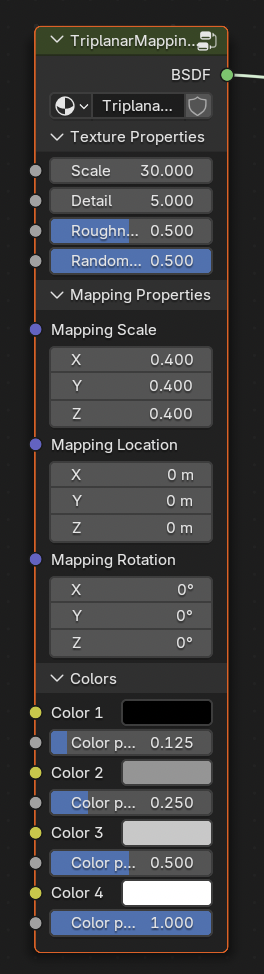 TriplanarMappin...
BSDF
Triplana...
Texture Properties
Scale 30.000
Detail 5.000
Roughn... 0.500
Random... 0.500
Mapping Properties
Mapping Scale
X 0.400
Y 0.400
Z 0.400
Mapping Location
X 0 m
Y 0 m
Z 0 m
Mapping Rotation
X 0°
Y 0°
Z 0°
Colors
Color 1
Color p... 0.125
Color 2
Color p... 0.250
Color 3
Color p... 0.500
Color 4
Color p... 1.000